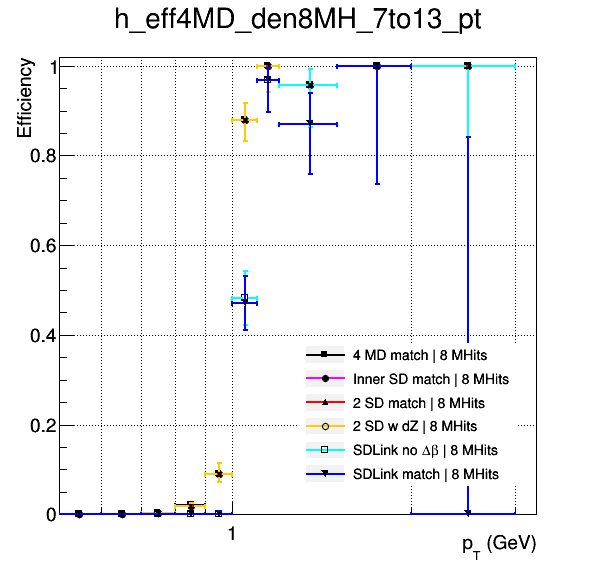 h_eff4MD_den8MH_7to13_pt
Efficiency
1
0.8
0.6
0.4
0.2
0
4 MD match | 8 MHits
Inner SD match | 8 MHits
2 SD match | 8 MHits
2 SD w dZ | 8 MHits
SDLink no Δβ | 8 MHits
SDLink match | 8 MHits
1
p_T (GeV)